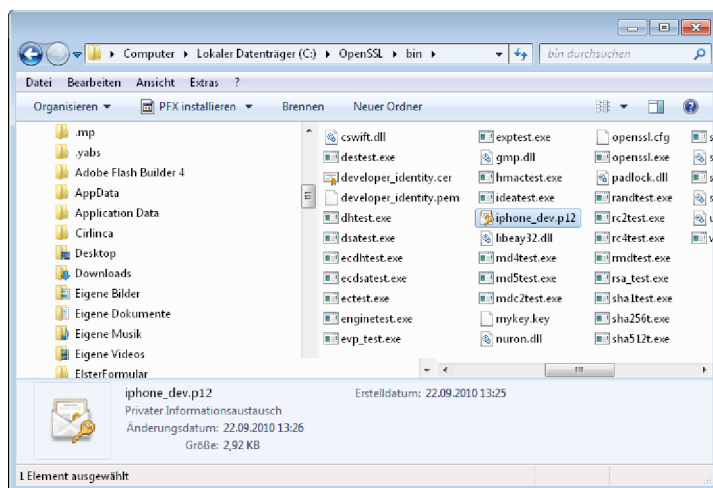 Computer ▸ Lokaler Datenträger (C:) ▸ OpenSSL ▸ bin ▸
bin durchsuchen
Datei Bearbeiten Ansicht Extras ?
Organisieren PFX installieren Brennen Neuer Ordner
.mp
.yabs
Adobe Flash Builder 4
AppData
Application Data
Cirlinca
Desktop
Downloads
Eigene Bilder
Eigene Dokumente
Eigene Musik
Eigene Videos
ElsterFormular
cswift.dll
destest.exe
developer_identity.cer
developer_identity.pem
dhtest.exe
dsatest.exe
ecdhtest.exe
ecdsatest.exe
ectest.exe
enginetest.exe
evp_test.exe
exptest.exe
gmp.dll
hmactest.exe
ideatest.exe
iphone_dev.p12
libeay32.dll
md4test.exe
md5test.exe
mdc2test.exe
mykey.key
nuron.dll
openssl.cfg
openssl.exe
padlock.dll
randtest.exe
rc2test.exe
rc4test.exe
rmdtest.exe
rsa_test.exe
sha1test.exe
sha256t.exe
sha512t.exe
iphone_dev.p12
Privater Informationsaustausch
Änderungsdatum: 22.09.2010 13:26
Größe: 2,92 KB
Erstelldatum: 22.09.2010 13:25
1 Element ausgewählt